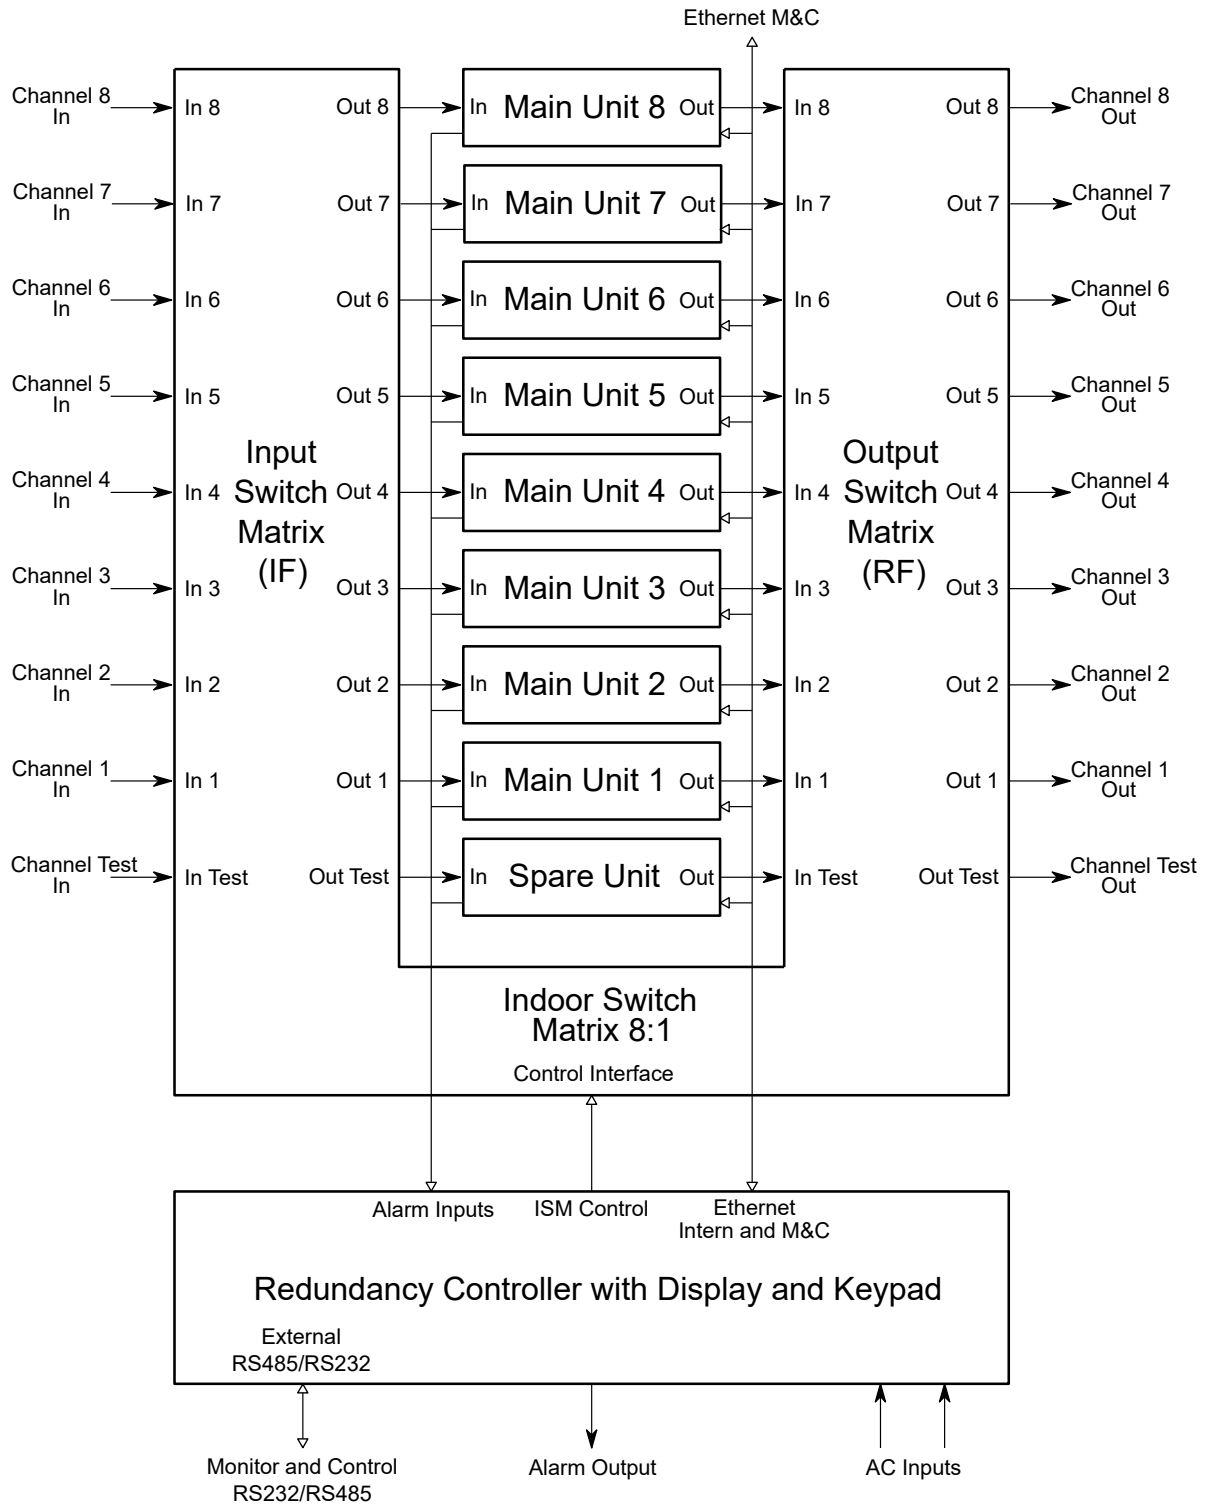 Ethernet M&C
Channel 8
In
In 8
Out 8
In
Main Unit 8
Out
In 8
Out 8
Channel 8
Out
Channel 7
In
In 7
Out 7
In
Main Unit 7
Out
In 7
Out 7
Channel 7
Out
Channel 6
In
In 6
Out 6
In
Main Unit 6
Out
In 6
Out 6
Channel 6
Out
Channel 5
In
In 5
Out 5
In
Main Unit 5
Out
In 5
Out 5
Channel 5
Out
Input
Switch
Matrix
(IF)
Output
Switch
Matrix
(RF)
Channel 4
In
In 4
Out 4
In
Main Unit 4
Out
In 4
Out 4
Channel 4
Out
Channel 3
In
In 3
Out 3
In
Main Unit 3
Out
In 3
Out 3
Channel 3
Out
Channel 2
In
In 2
Out 2
In
Main Unit 2
Out
In 2
Out 2
Channel 2
Out
Channel 1
In
In 1
Out 1
In
Main Unit 1
Out
In 1
Out 1
Channel 1
Out
Channel Test
In
In Test
Out Test
In
Spare Unit
Out
In Test
Out Test
Channel Test
Out
Indoor Switch
Matrix 8:1
Control Interface
Alarm Inputs
ISM Control
Ethernet
Intern and M&C
Redundancy Controller with Display and Keypad
External
RS485/RS232
Monitor and Control
RS232/RS485
Alarm Output
AC Inputs